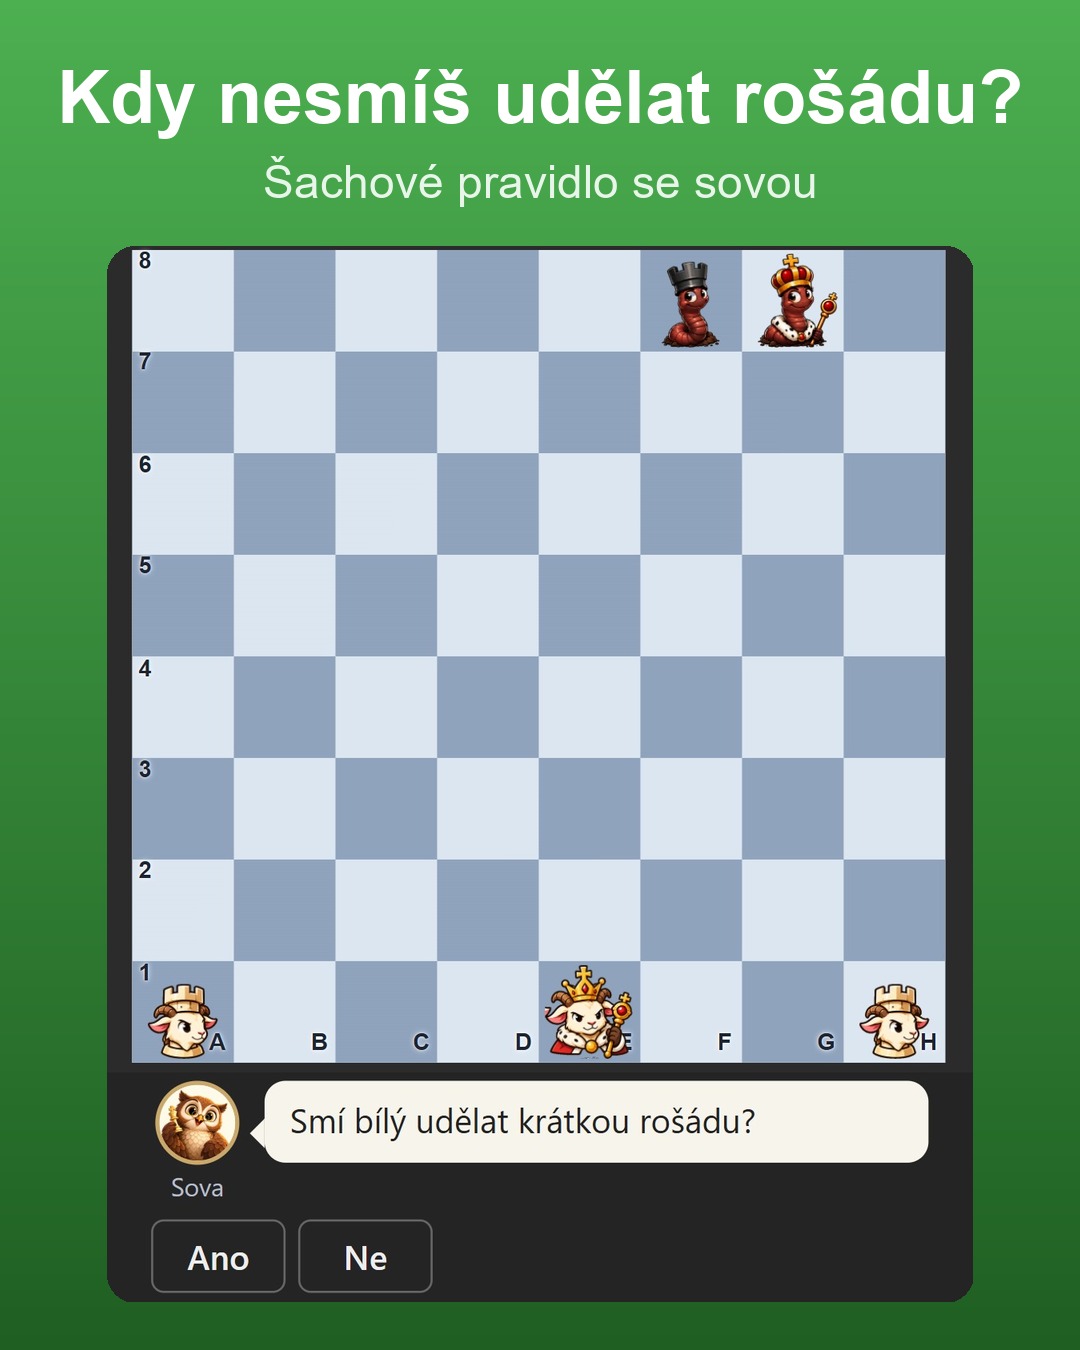 Kdy nesmíš udělat rošádu?
Šachové pravidlo se sovou
8
7
6
5
4
3
2
1
A B C D E F G H
Smí bílý udělat krátkou rošádu?
Sova
Ano Ne